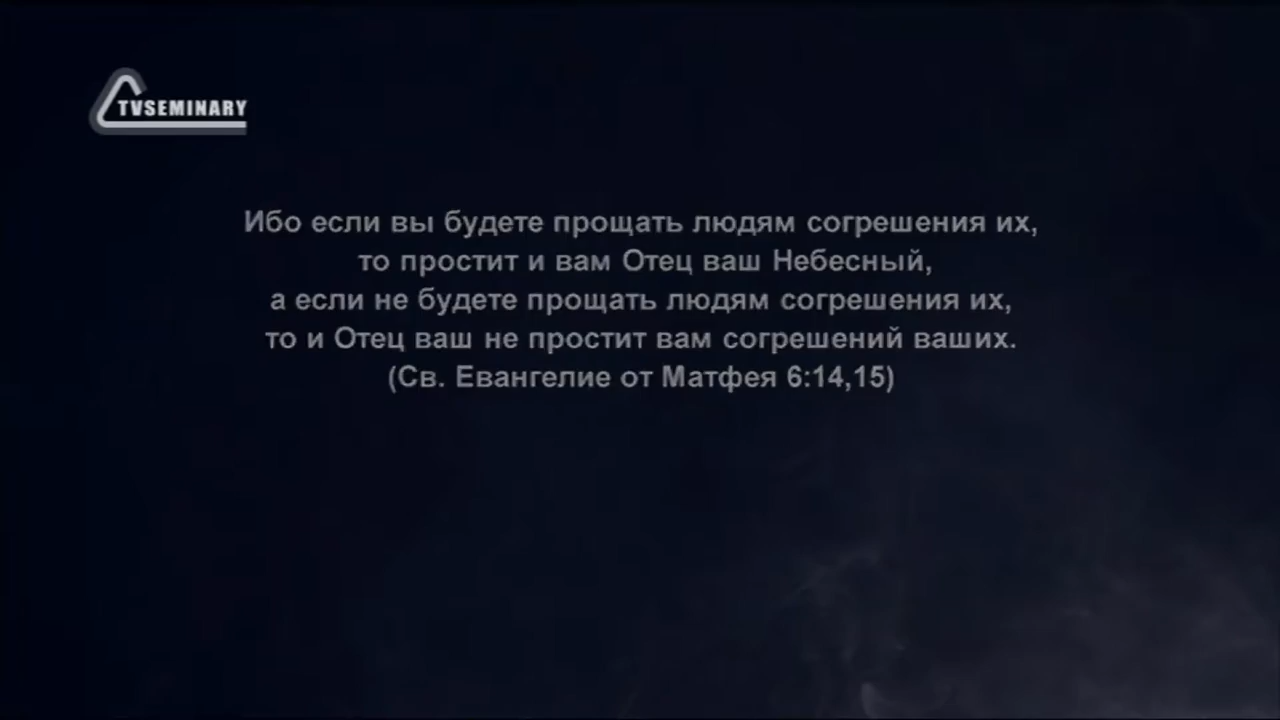 TVSEMINARY
Ибо если вы будете прощать людям согрешения их,
то простит и вам Отец ваш Небесный,
а если не будете прощать людям согрешения их,
то и Отец ваш не простит вам согрешений ваших.
(Св. Евангелие от Матфея 6:14,15)